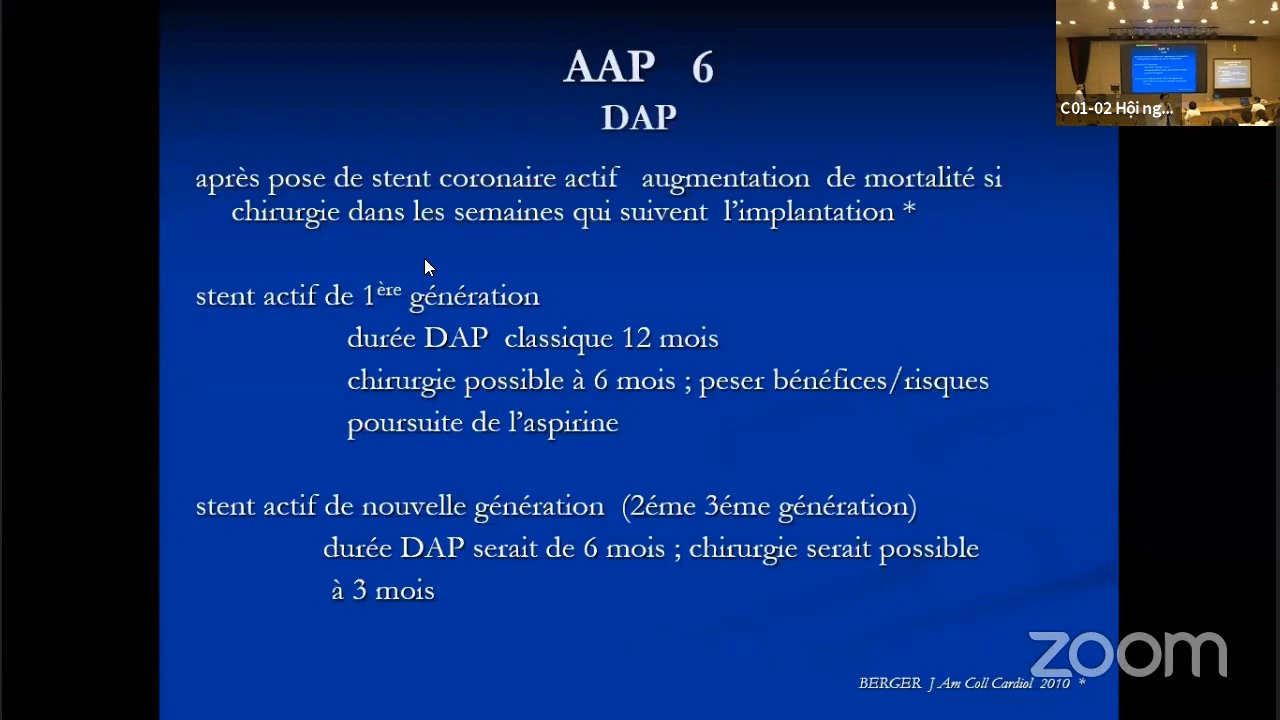 AAP 6
DAP
après pose de stent coronaire actif augmentation de mortalité si
chirurgie dans les semaines qui suivent l’implantation *
stent actif de 1ère génération
durée DAP classique 12 mois
chirurgie possible à 6 mois ; peser bénéfices/risques
poursuite de l’aspirine
stent actif de nouvelle génération (2éme 3éme génération)
durée DAP serait de 6 mois ; chirurgie serait possible
à 3 mois
BERGER J Am Coll Cardiol 2010 *
C01-02 Hội ng...
zoom